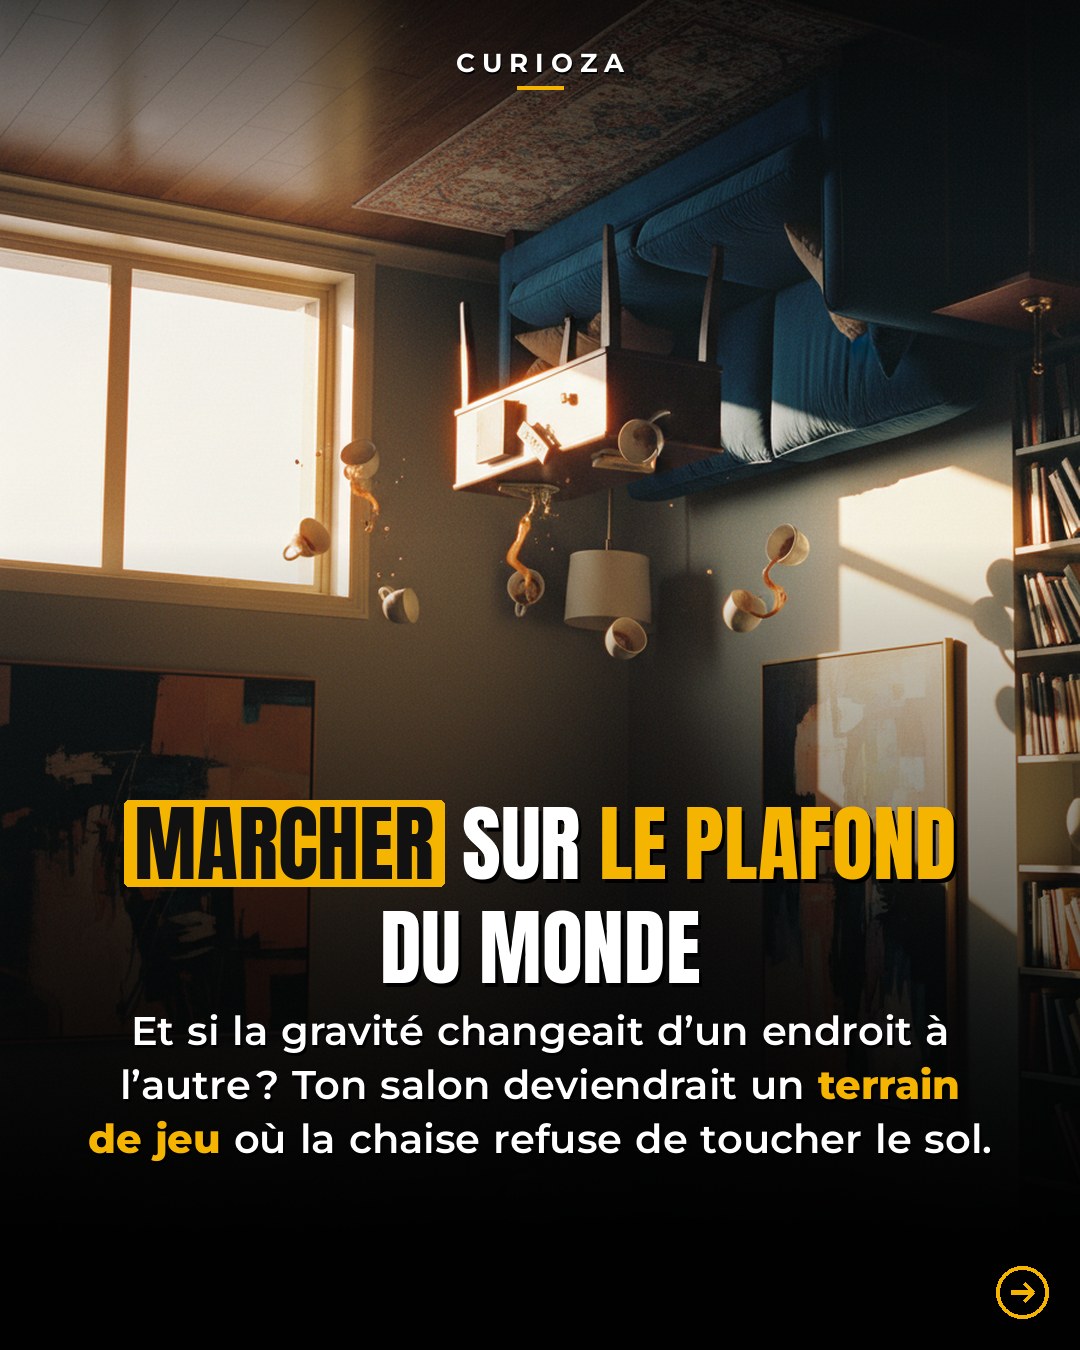 CURIOZA
MARCHER SUR LE PLAFOND
DU MONDE
Et si la gravité changeait d’un endroit à
l’autre ? Ton salon deviendrait un terrain
de jeu où la chaise refuse de toucher le sol.